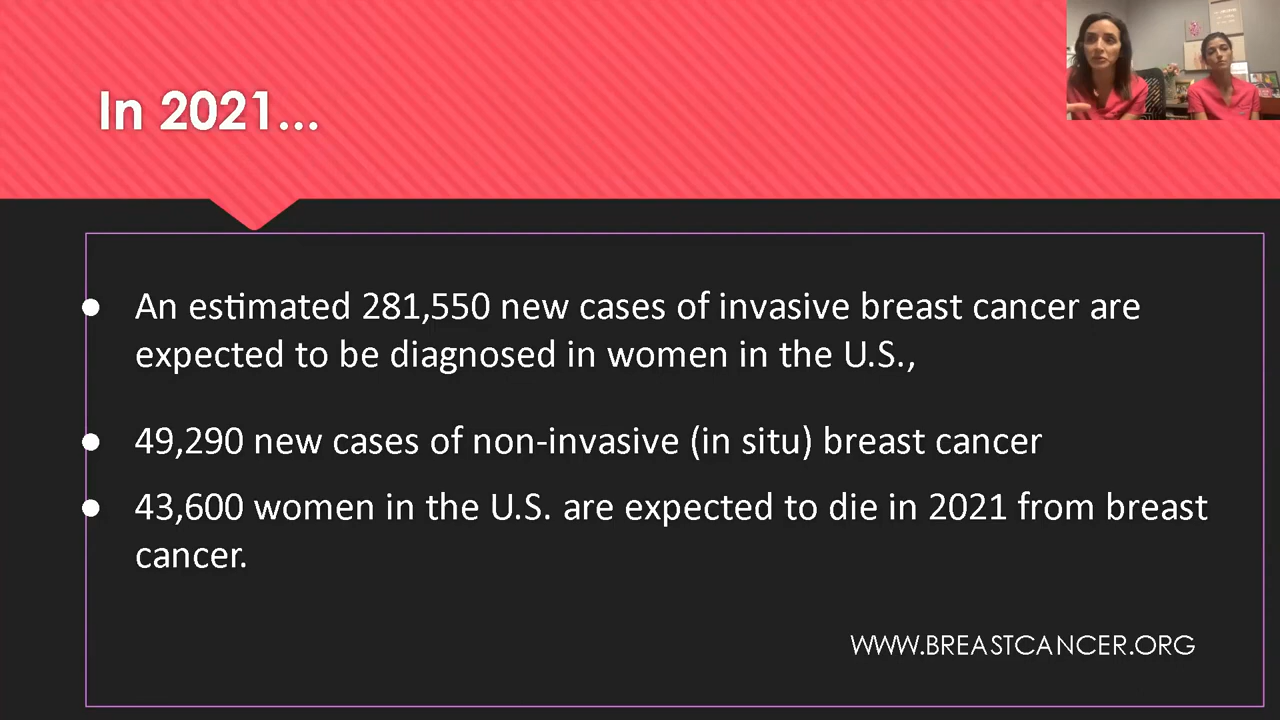 In 2021...
● An estimated 281,550 new cases of invasive breast cancer are
expected to be diagnosed in women in the U.S.,
● 49,290 new cases of non-invasive (in situ) breast cancer
● 43,600 women in the U.S. are expected to die in 2021 from breast
cancer.
WWW.BREASTCANCER.ORG